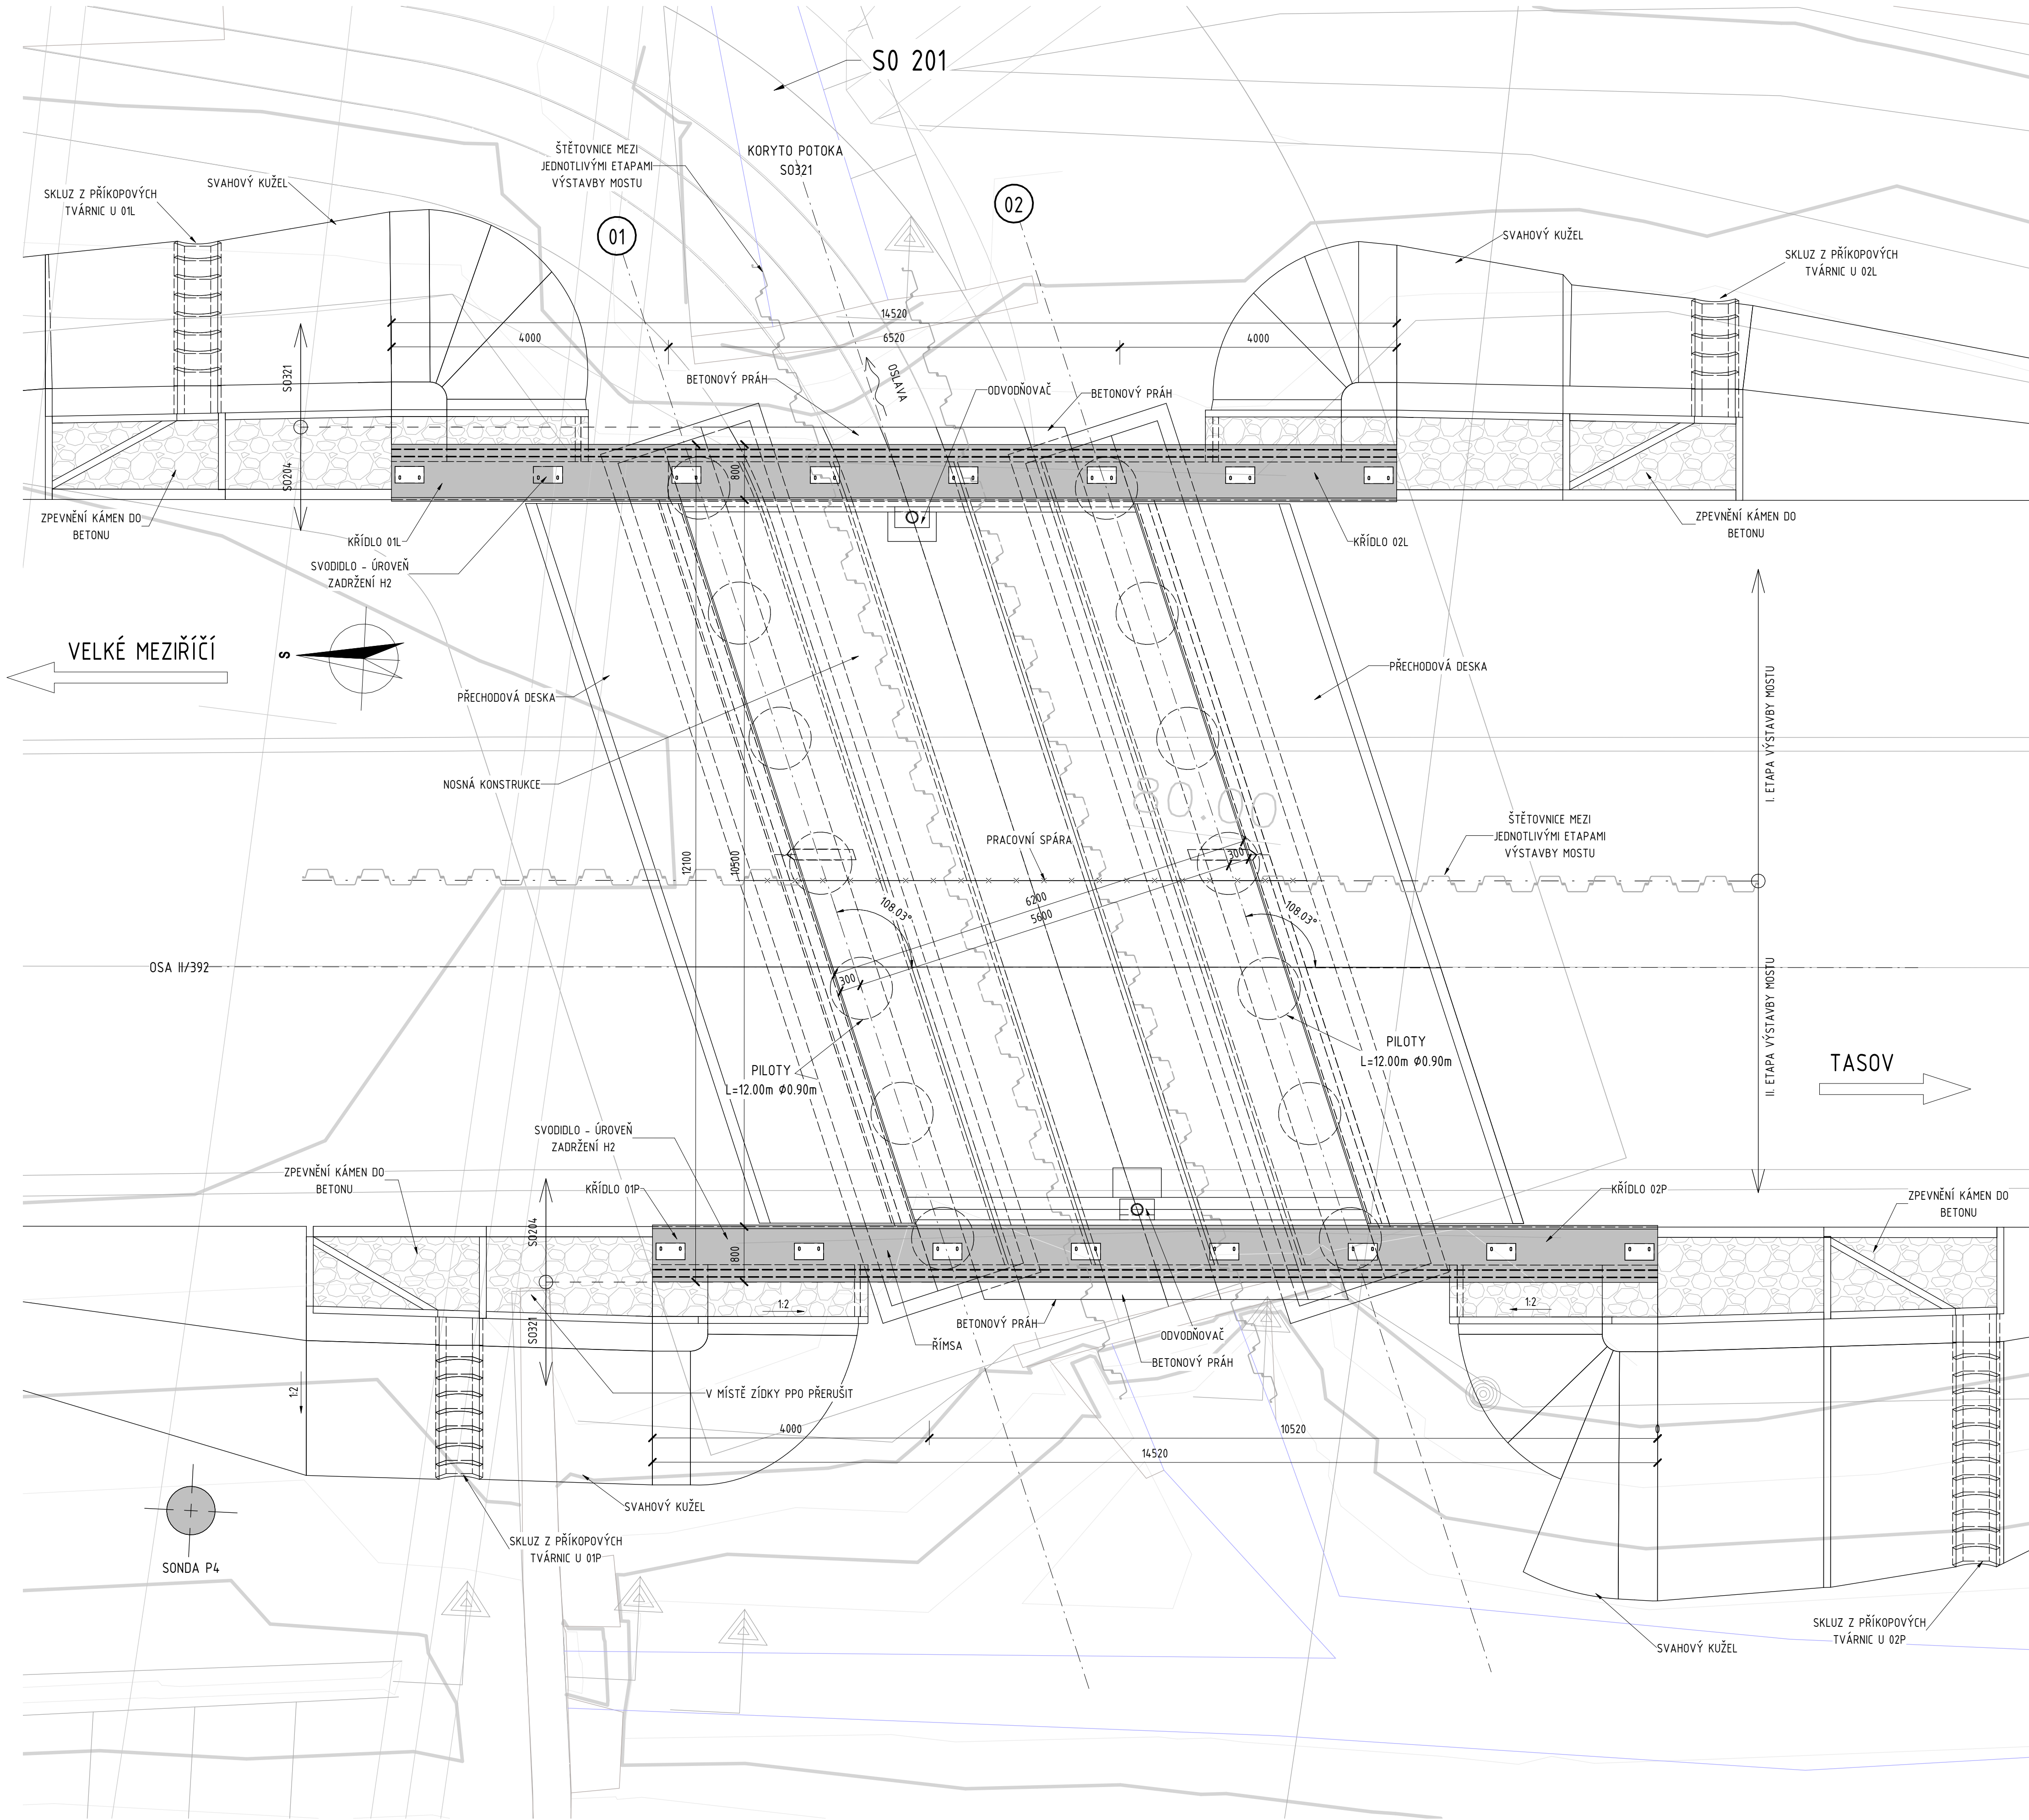 SO 201
ŠTĚTOVNICE MEZI
JEDNOTLIVÝMI ETAPAMI
VÝSTAVBY MOSTU
KORYTO POTOKA
SO321
SVAHOVÝ KUŽEL
SKLUZ Z PŘÍKOPOVÝCH
TVÁRNIC U 01L
01
02
SVAHOVÝ KUŽEL
SKLUZ Z PŘÍKOPOVÝCH
TVÁRNIC U 02L
14520
4000
6520
4000
SO321
SO204
BETONOVÝ PRÁH
OSLAVA
ODVODŇOVAČ
BETONOVÝ PRÁH
800
ZPEVNĚNÍ KÁMEN DO
BETONU
KŘÍDLO 01L
SVODIDLO - ÚROVEŇ
ZADRŽENÍ H2
KŘÍDLO 02L
ZPEVNĚNÍ KÁMEN DO
BETONU
VELKÉ MEZIŘÍČÍ
S
PŘECHODOVÁ DESKA
PŘECHODOVÁ DESKA
I. ETAPA VÝSTAVBY MOSTU
NOSNÁ KONSTRUKCE
80.00
ŠTĚTOVNICE MEZI
JEDNOTLIVÝMI ETAPAMI
VÝSTAVBY MOSTU
PRACOVNÍ SPÁRA
12100
10500
300
6200
5600
108.03°
108.03°
OSA II/392
300
II. ETAPA VÝSTAVBY MOSTU
PILOTY
L=12.00m Ø0.90m
PILOTY
L=12.00m Ø0.90m
TASOV
SVODIDLO - ÚROVEŇ
ZADRŽENÍ H2
ZPEVNĚNÍ KÁMEN DO
BETONU
KŘÍDLO 01P
KŘÍDLO 02P
ZPEVNĚNÍ KÁMEN DO
BETONU
SO204
SO321
800
1:2
1:2
BETONOVÝ PRÁH
ŘÍMSA
ODVODŇOVAČ
BETONOVÝ PRÁH
V MÍSTĚ ZÍDKY PPO PŘERUŠIT
1:2
4000
10520
0
14520
SVAHOVÝ KUŽEL
SKLUZ Z PŘÍKOPOVÝCH
TVÁRNIC U 01P
SONDA P4
SKLUZ Z PŘÍKOPOVÝCH
TVÁRNIC U 02P
SVAHOVÝ KUŽEL